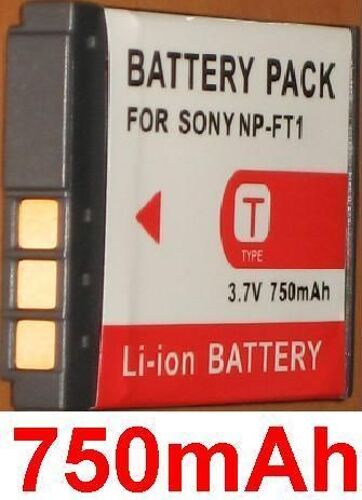 BATTERY PACK
FOR SONY NP-FT1
T
TYPE
3.7V 750mAh
Li-ion BATTERY
750mAh